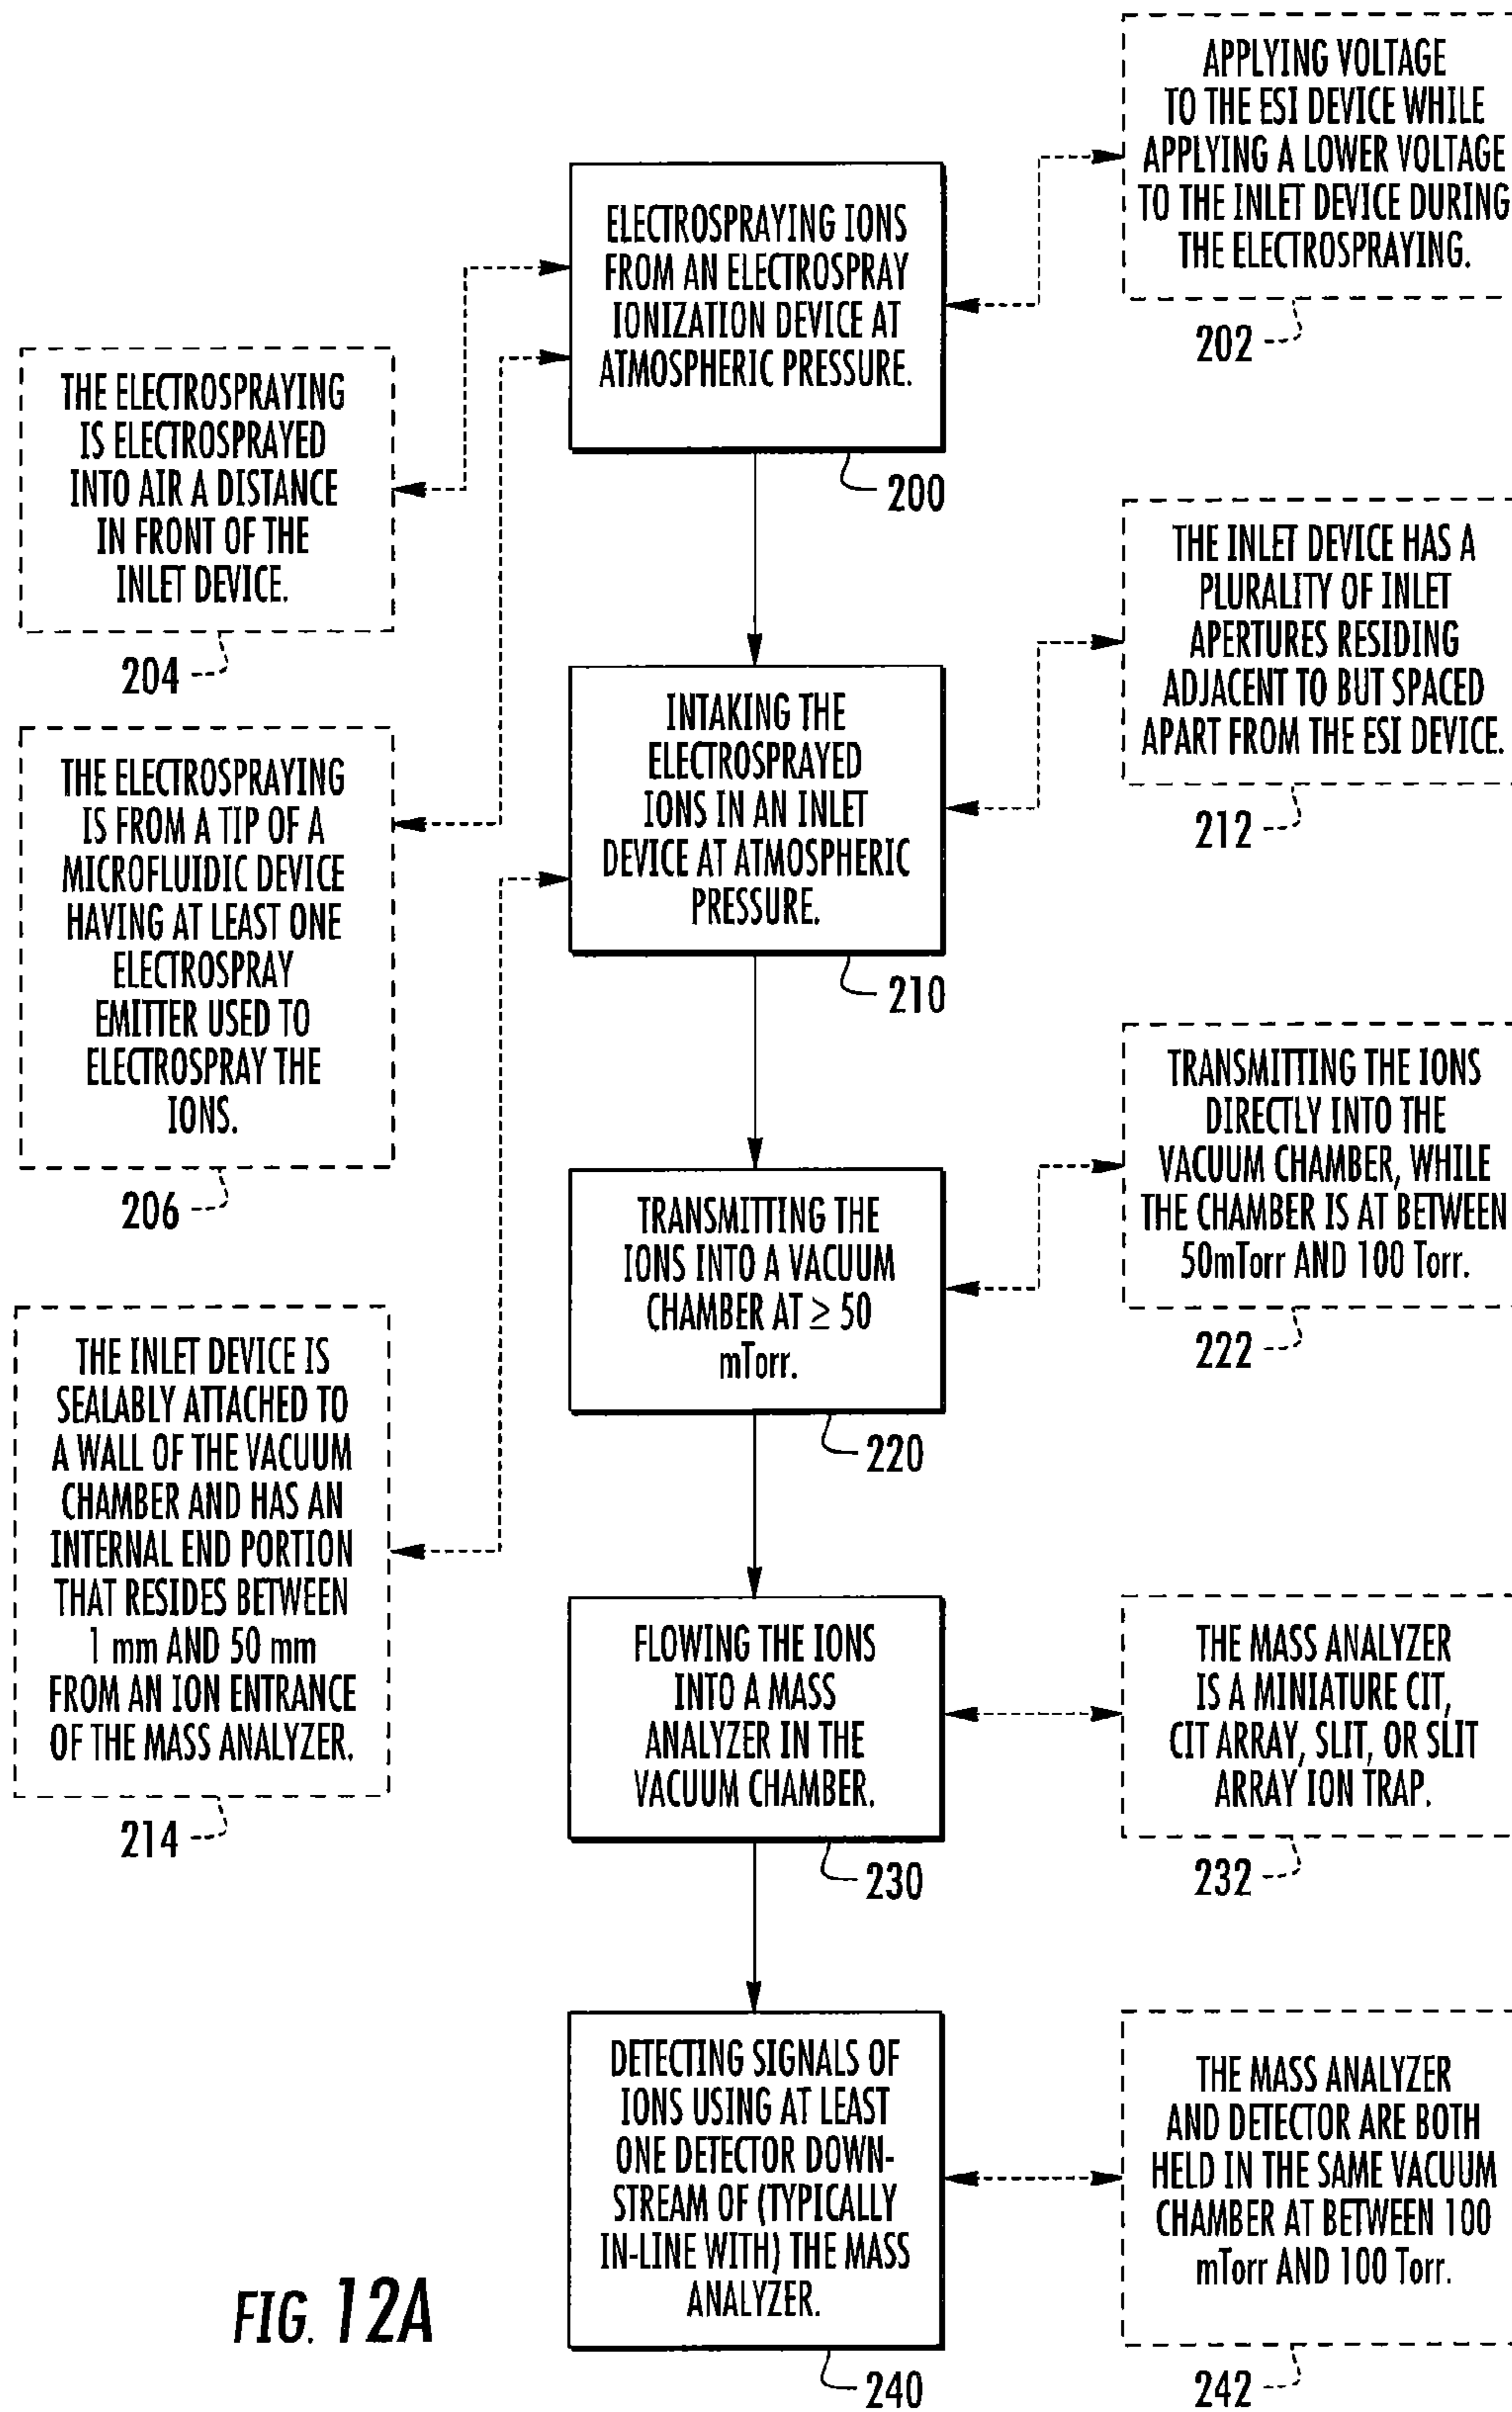 APPLYING VOLTAGE
TO THE ESI DEVICE WHILE
APPLYING A LOWER VOLTAGE
TO THE INLET DEVICE DURING
THE ELECTROSPRAYING.
202
ELECTROSPRAYING IONS
FROM AN ELECTROSPRAY
IONIZATION DEVICE AT
ATMOSPHERIC PRESSURE.
200
THE ELECTROSPRAYING
IS ELECTROSPRAYED
INTO AIR A DISTANCE
IN FRONT OF THE
INLET DEVICE.
204
THE INLET DEVICE HAS A
PLURALITY OF INLET
APERTURES RESIDING
ADJACENT TO BUT SPACED
APART FROM THE ESI DEVICE.
212
INTAKING THE
ELECTROSPRAYED
IONS IN AN INLET
DEVICE AT ATMOSPHERIC
PRESSURE.
210
THE ELECTROSPRAYING
IS FROM A TIP OF A
MICROFLUIDIC DEVICE
HAVING AT LEAST ONE
ELECTROSPRAY
EMITTER USED TO
ELECTROSPRAY THE
IONS.
206
TRANSMITTING THE IONS
DIRECTLY INTO THE
VACUUM CHAMBER, WHILE
THE CHAMBER IS AT BETWEEN
50mTorr AND 100 Torr.
222
TRANSMITTING THE
IONS INTO A VACUUM
CHAMBER AT ≥ 50
mTorr.
220
THE INLET DEVICE IS
SEALABLY ATTACHED TO
A WALL OF THE VACUUM
CHAMBER AND HAS AN
INTERNAL END PORTION
THAT RESIDES BETWEEN
1 mm AND 50 mm
FROM AN ION ENTRANCE
OF THE MASS ANALYZER.
214
FLOWING THE IONS
INTO A MASS
ANALYZER IN THE
VACUUM CHAMBER.
230
THE MASS ANALYZER
IS A MINIATURE CIT,
CIT ARRAY, SLIT, OR SLIT
ARRAY ION TRAP.
232
DETECTING SIGNALS OF
IONS USING AT LEAST
ONE DETECTOR DOWN-
STREAM OF (TYPICALLY
IN-LINE WITH) THE MASS
ANALYZER.
240
THE MASS ANALYZER
AND DETECTOR ARE BOTH
HELD IN THE SAME VACUUM
CHAMBER AT BETWEEN 100
mTorr AND 100 Torr.
242
FIG. 12A